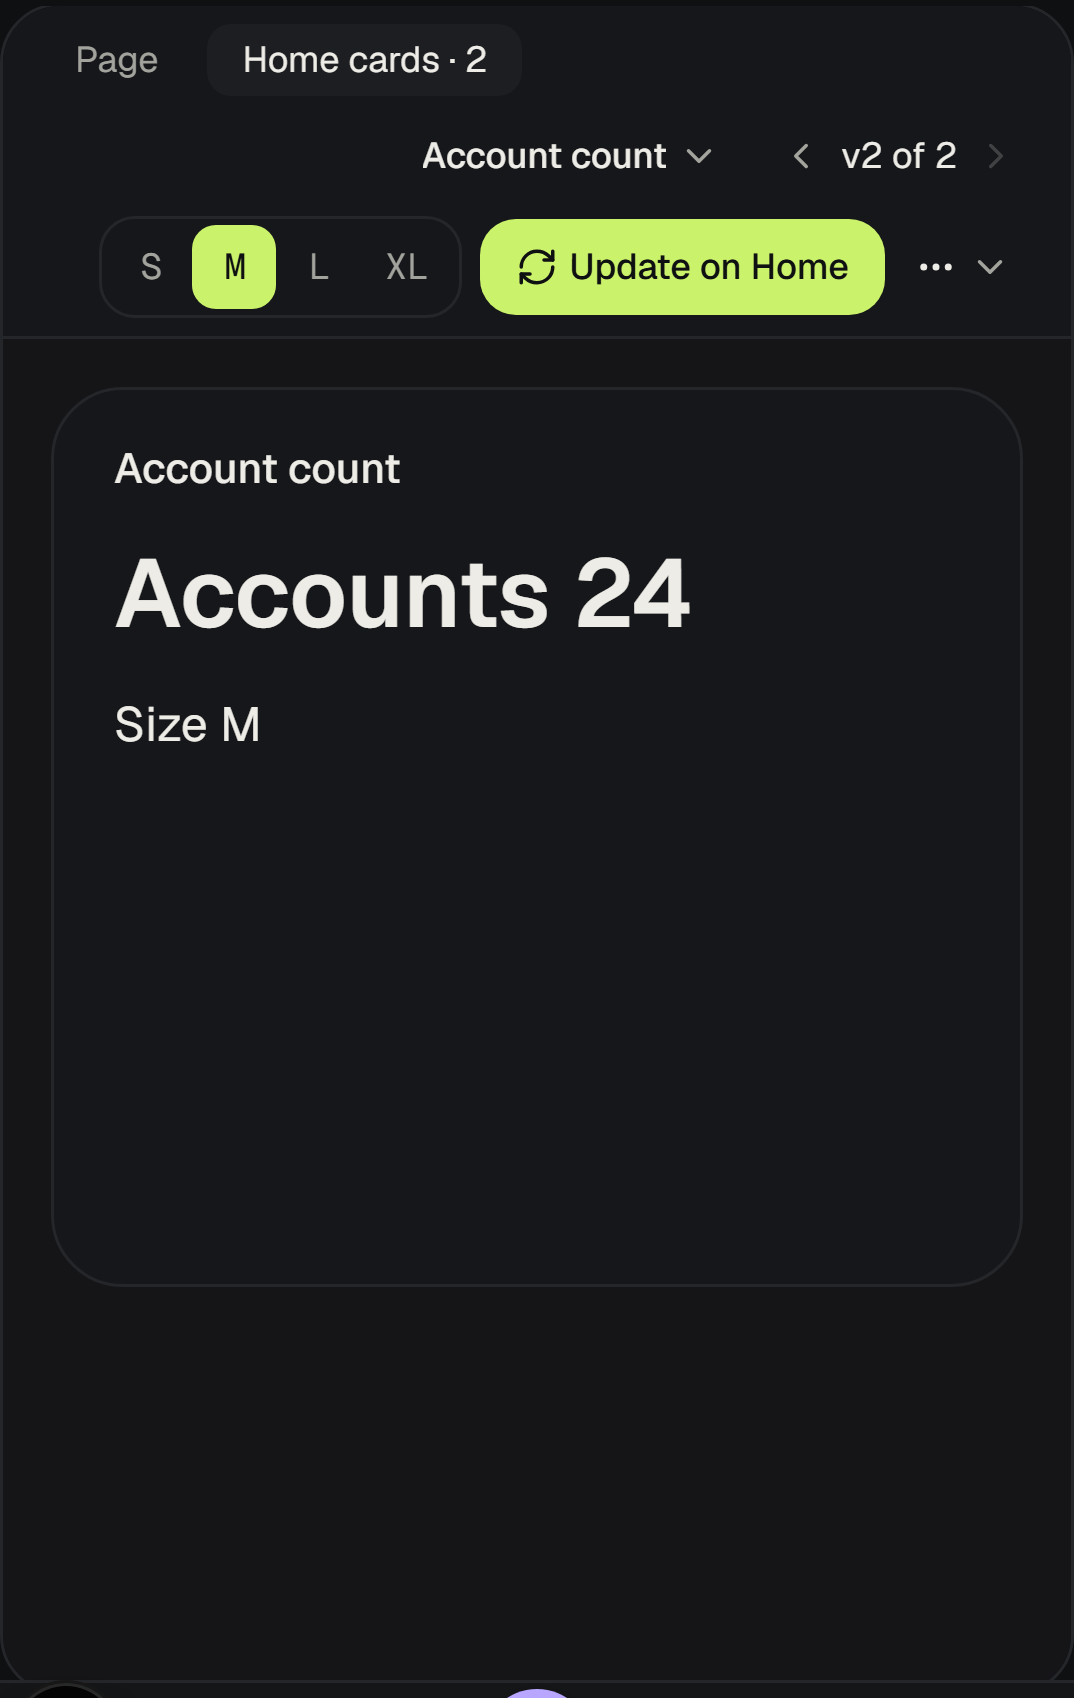 Page
Home cards · 2
Account count
v2 of 2
S M L XL
Update on Home
Account count
Accounts 24
Size M